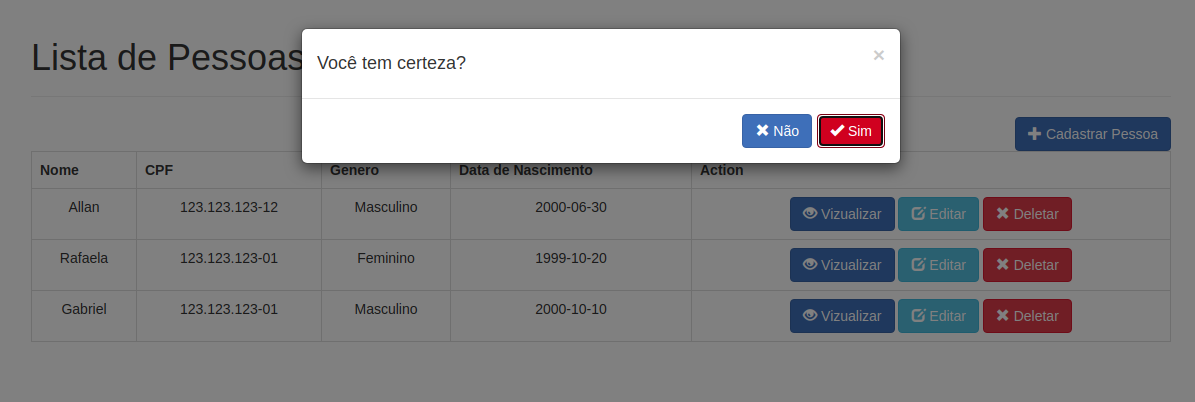 Lista de Pessoas
Você tem certeza?
×
Não Sim
Cadastrar Pessoa
Nome CPF Genero Data de Nascimento Action
Allan 123.123.123-12 Masculino 2000-06-30 Vizualizar Editar Deletar
Rafaela 123.123.123-01 Feminino 1999-10-20 Vizualizar Editar Deletar
Gabriel 123.123.123-01 Masculino 2000-10-10 Vizualizar Editar Deletar